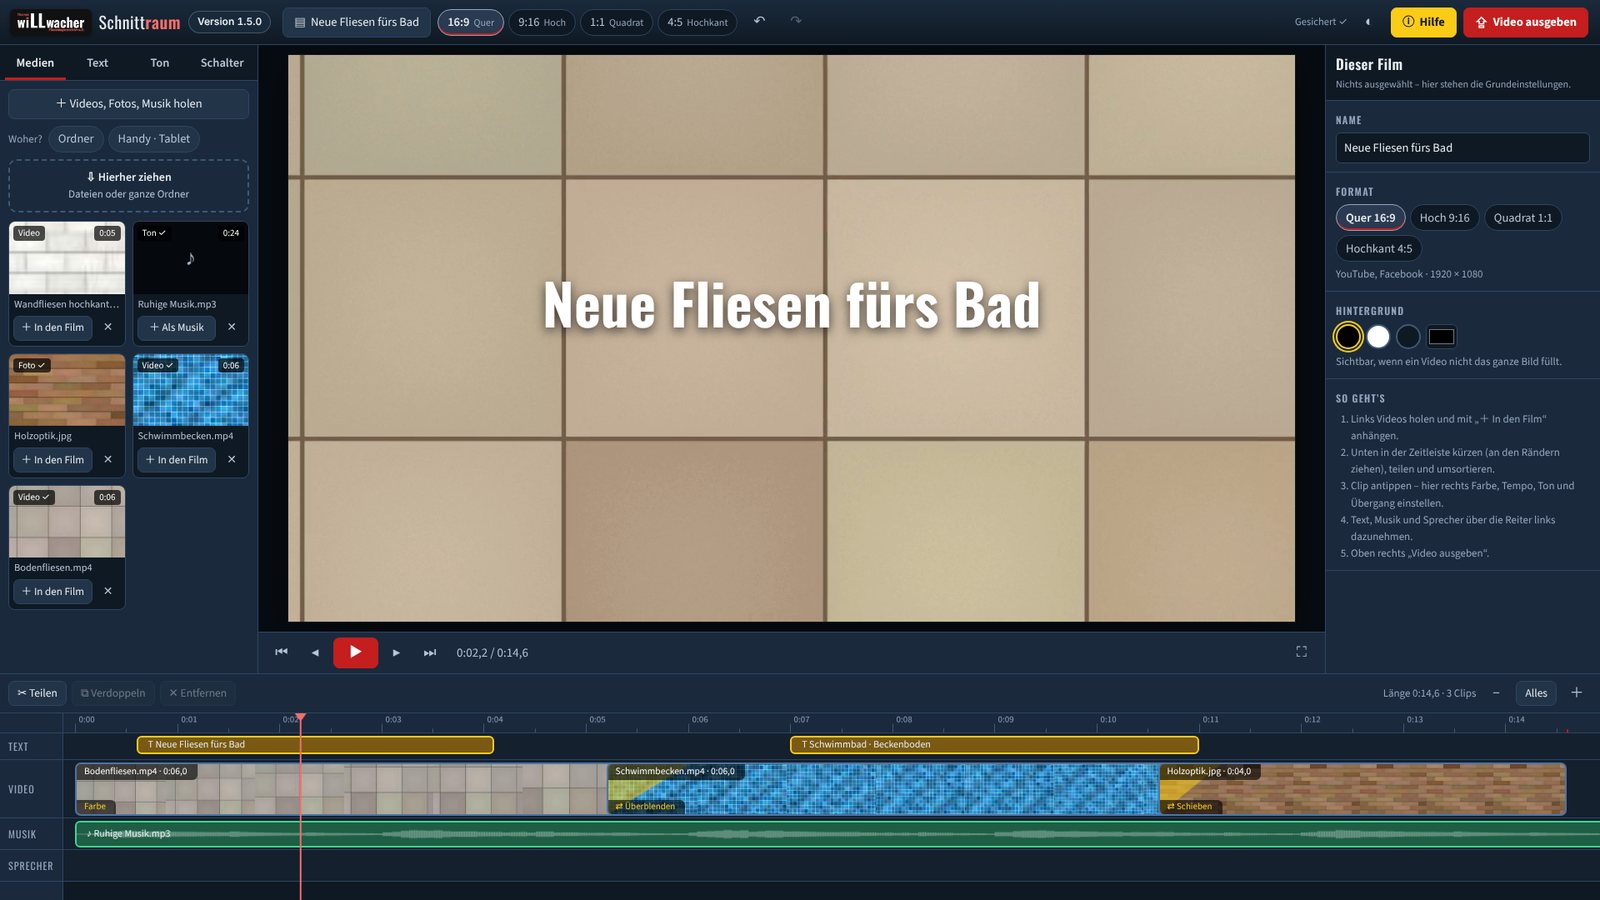 wiLLwacher
Schnittraum
Version 1.5.0
Neue Fliesen fürs Bad
16:9 Quer
9:16 Hoch
1:1 Quadrat
4:5 Hochkant
Gesichert ✓
Hilfe
Video ausgeben
Medien
Text
Ton
Schalter
+ Videos, Fotos, Musik holen
Woher?
Ordner
Handy · Tablet
⇩ Hierher ziehen
Dateien oder ganze Ordner
Video
0:05
Wandfliesen hochkant…
+ In den Film
✕
Ton ✓
0:24
♪
Ruhige Musik.mp3
+ Als Musik
✕
Foto ✓
Holzoptik.jpg
+ In den Film
✕
Video ✓
0:06
Schwimmbecken.mp4
+ In den Film
✕
Video ✓
0:06
Bodenfliesen.mp4
+ In den Film
✕
Neue Fliesen fürs Bad
0:02,2 / 0:14,6
Dieser Film
Nichts ausgewählt – hier stehen die Grundeinstellungen.
NAME
Neue Fliesen fürs Bad
FORMAT
Quer 16:9
Hoch 9:16
Quadrat 1:1
Hochkant 4:5
YouTube, Facebook · 1920 × 1080
HINTERGRUND
Sichtbar, wenn ein Video nicht das ganze Bild füllt.
SO GEHT'S
1. Links Videos holen und mit „＋ In den Film“
anhängen.
2. Unten in der Zeitleiste kürzen (an den Rändern
ziehen), teilen und umsortieren.
3. Clip antippen – hier rechts Farbe, Tempo, Ton und
Übergang einstellen.
4. Text, Musik und Sprecher über die Reiter links
dazunehmen.
5. Oben rechts „Video ausgeben“.
✂ Teilen
⧉ Verdoppeln
✕ Entfernen
Länge 0:14,6 · 3 Clips
−
Alles
+
0:00
0:01
0:02
0:03
0:04
0:05
0:06
0:07
0:08
0:09
0:10
0:11
0:12
0:13
0:14
TEXT
T Neue Fliesen fürs Bad
T Schwimmbad · Beckenboden
VIDEO
Bodenfliesen.mp4 · 0:06,0
Farbe
Schwimmbecken.mp4 · 0:06,0
⇄ Überblenden
Holzoptik.jpg · 0:04,0
⇄ Schieben
MUSIK
♪ Ruhige Musik.mp3
SPRECHER